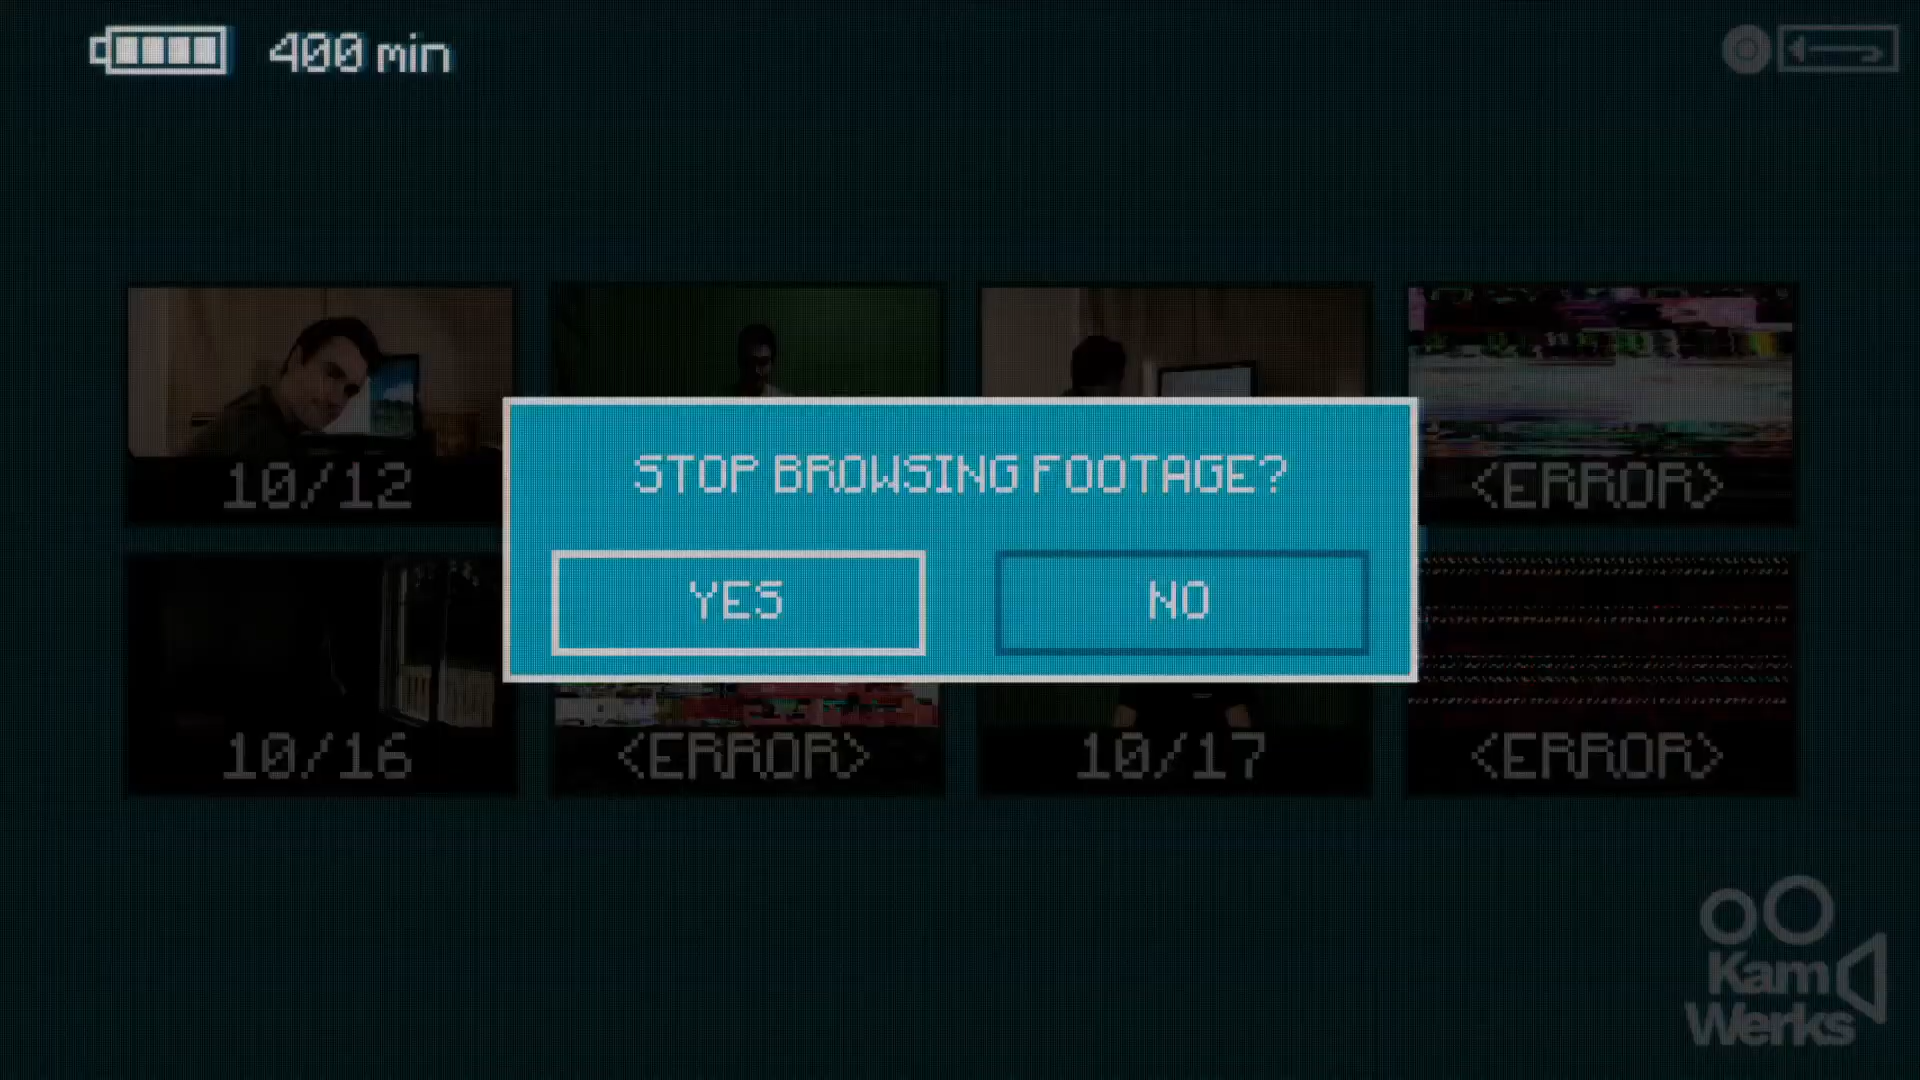 400 min
10/12
<ERROR>
STOP BROWSING FOOTAGE?
YES
NO
10/16
<ERROR>
10/17
<ERROR>
Kam
Werks